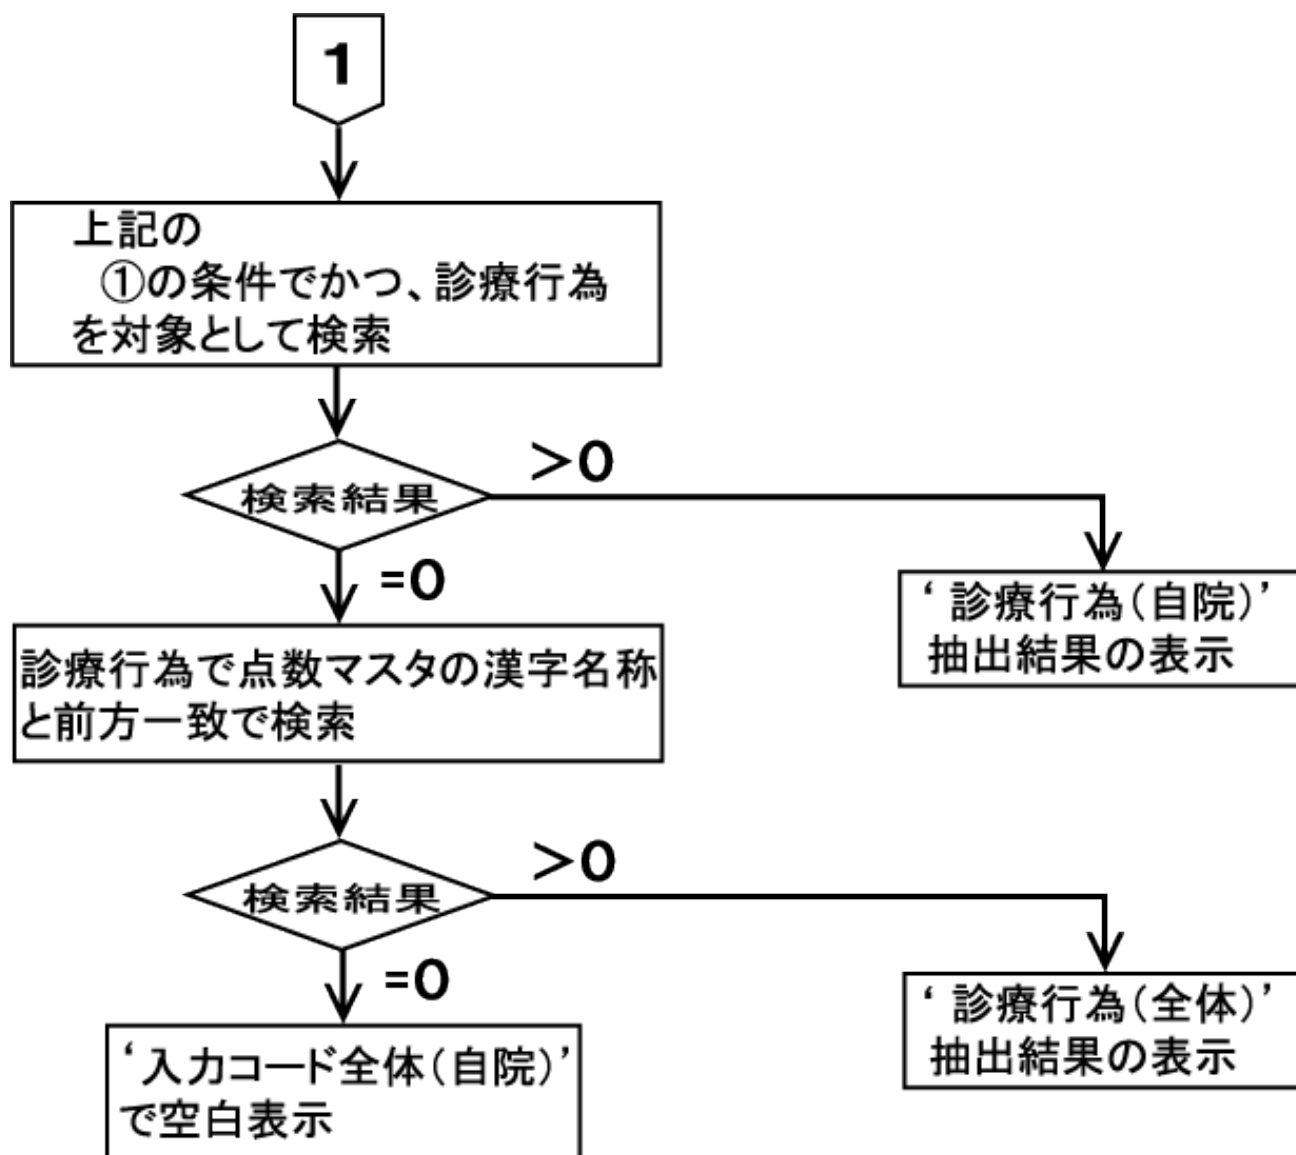 1
上記の
①の条件でかつ、診療行為
を対象として検索
検索結果
>0
=0
‘診療行為(自院)’
抽出結果の表示
診療行為で点数マスタの漢字名称
と前方一致で検索
検索結果
>0
=0
‘診療行為(全体)’
抽出結果の表示
‘入力コード全体(自院)’
で空白表示